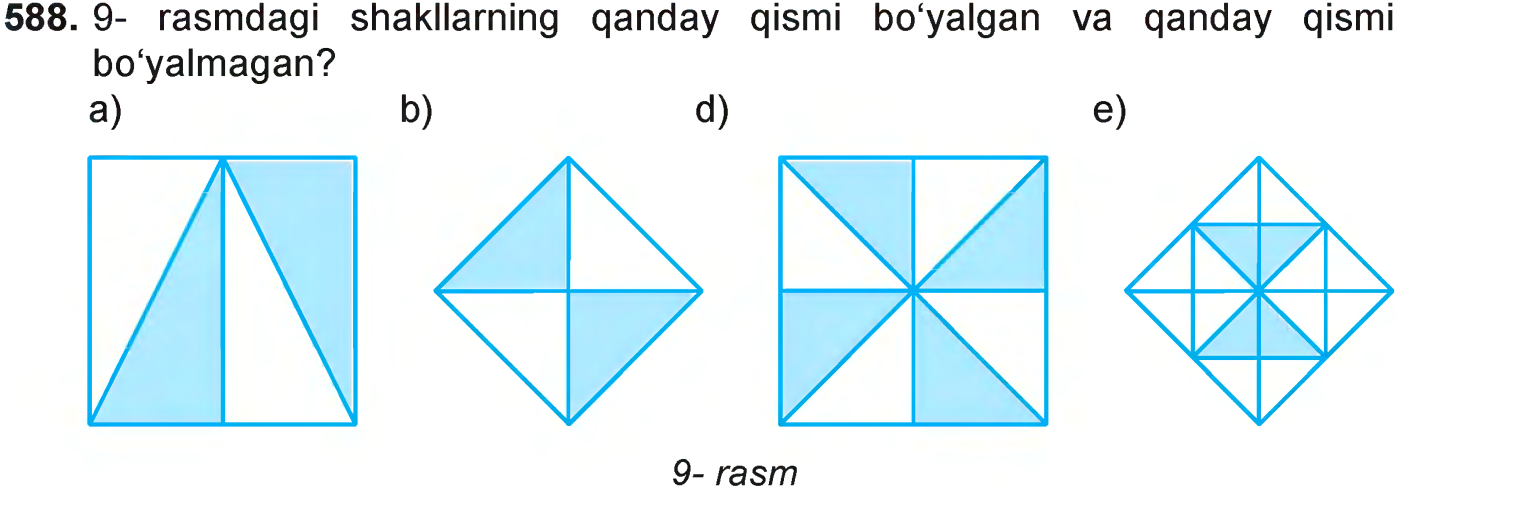 588. 9- rasmdagi shakllarning qanday qismi bo‘yalgan va qanday qismi
bo‘yalmagan?
a) b) d) e)
9- rasm